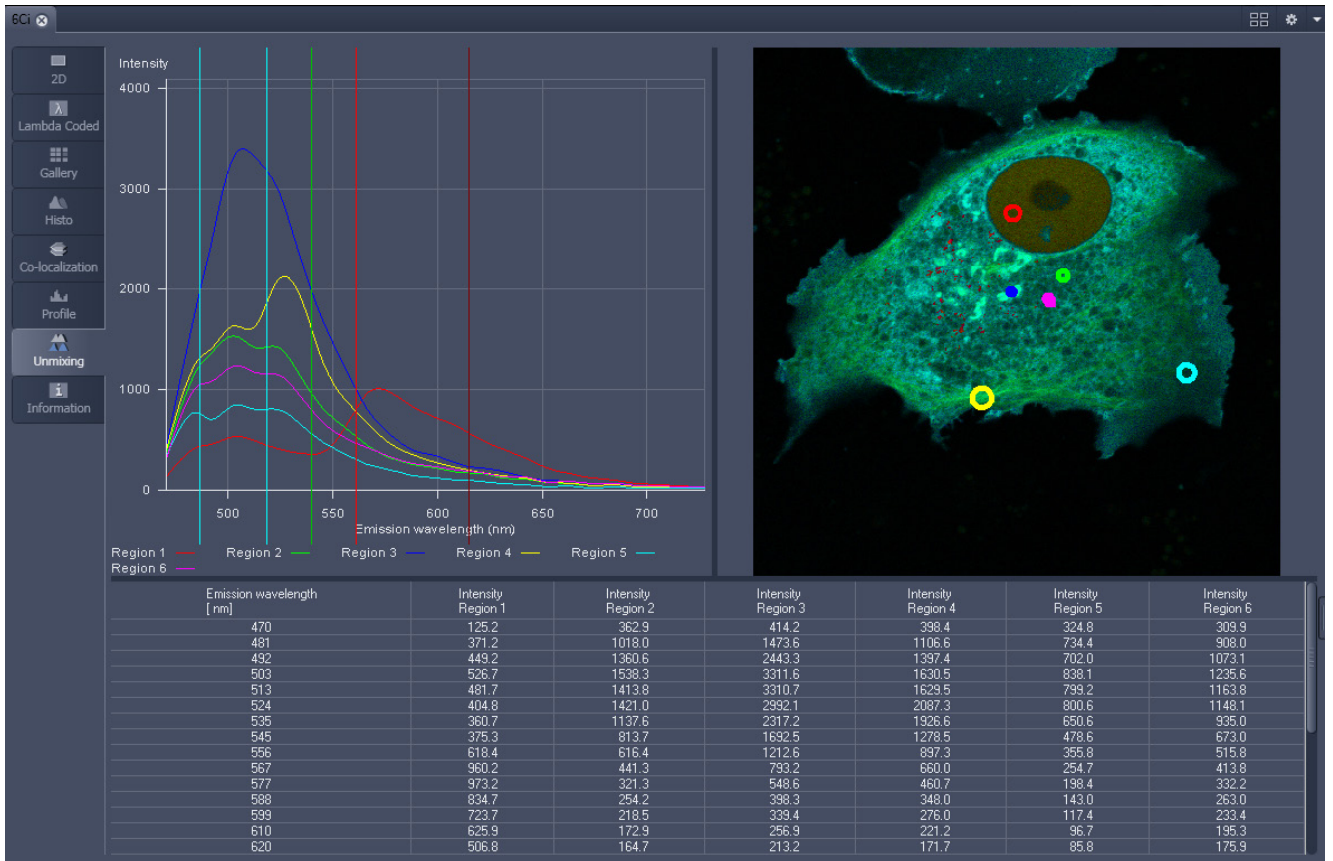 6Ci
2D
λ
Lambda Coded
Gallery
Histo
Co-localization
Profile
Unmixing
i
Information
Intensity
4000
3000
2000
1000
0
500 550 600 650 700
Emission wavelength (nm)
Region 1 Region 2 Region 3 Region 4 Region 5
Region 6
Emission wavelength Intensity Intensity Intensity Intensity Intensity Intensity
[ nm] Region 1 Region 2 Region 3 Region 4 Region 5 Region 6
470 125.2 362.9 414.2 398.4 324.8 309.9
481 371.2 1018.0 1473.6 1106.6 734.4 908.0
492 449.2 1360.6 2443.3 1397.4 702.0 1073.1
503 526.7 1538.3 3311.6 1630.5 838.1 1235.6
513 481.7 1413.8 3310.7 1629.5 799.2 1163.8
524 404.8 1421.0 2992.1 2087.3 800.6 1148.1
535 360.7 1137.6 2317.2 1926.6 650.6 935.0
545 375.3 813.7 1692.5 1278.5 478.6 673.0
556 618.4 616.4 1212.6 897.3 355.8 515.8
567 960.2 441.3 793.2 660.0 254.7 413.8
577 973.2 321.3 548.6 460.7 198.4 332.2
588 834.7 254.2 398.3 348.0 143.0 263.0
599 723.7 218.5 339.4 276.0 117.4 233.4
610 625.9 172.9 256.9 221.2 96.7 195.3
620 506.8 164.7 213.2 171.7 85.8 175.9